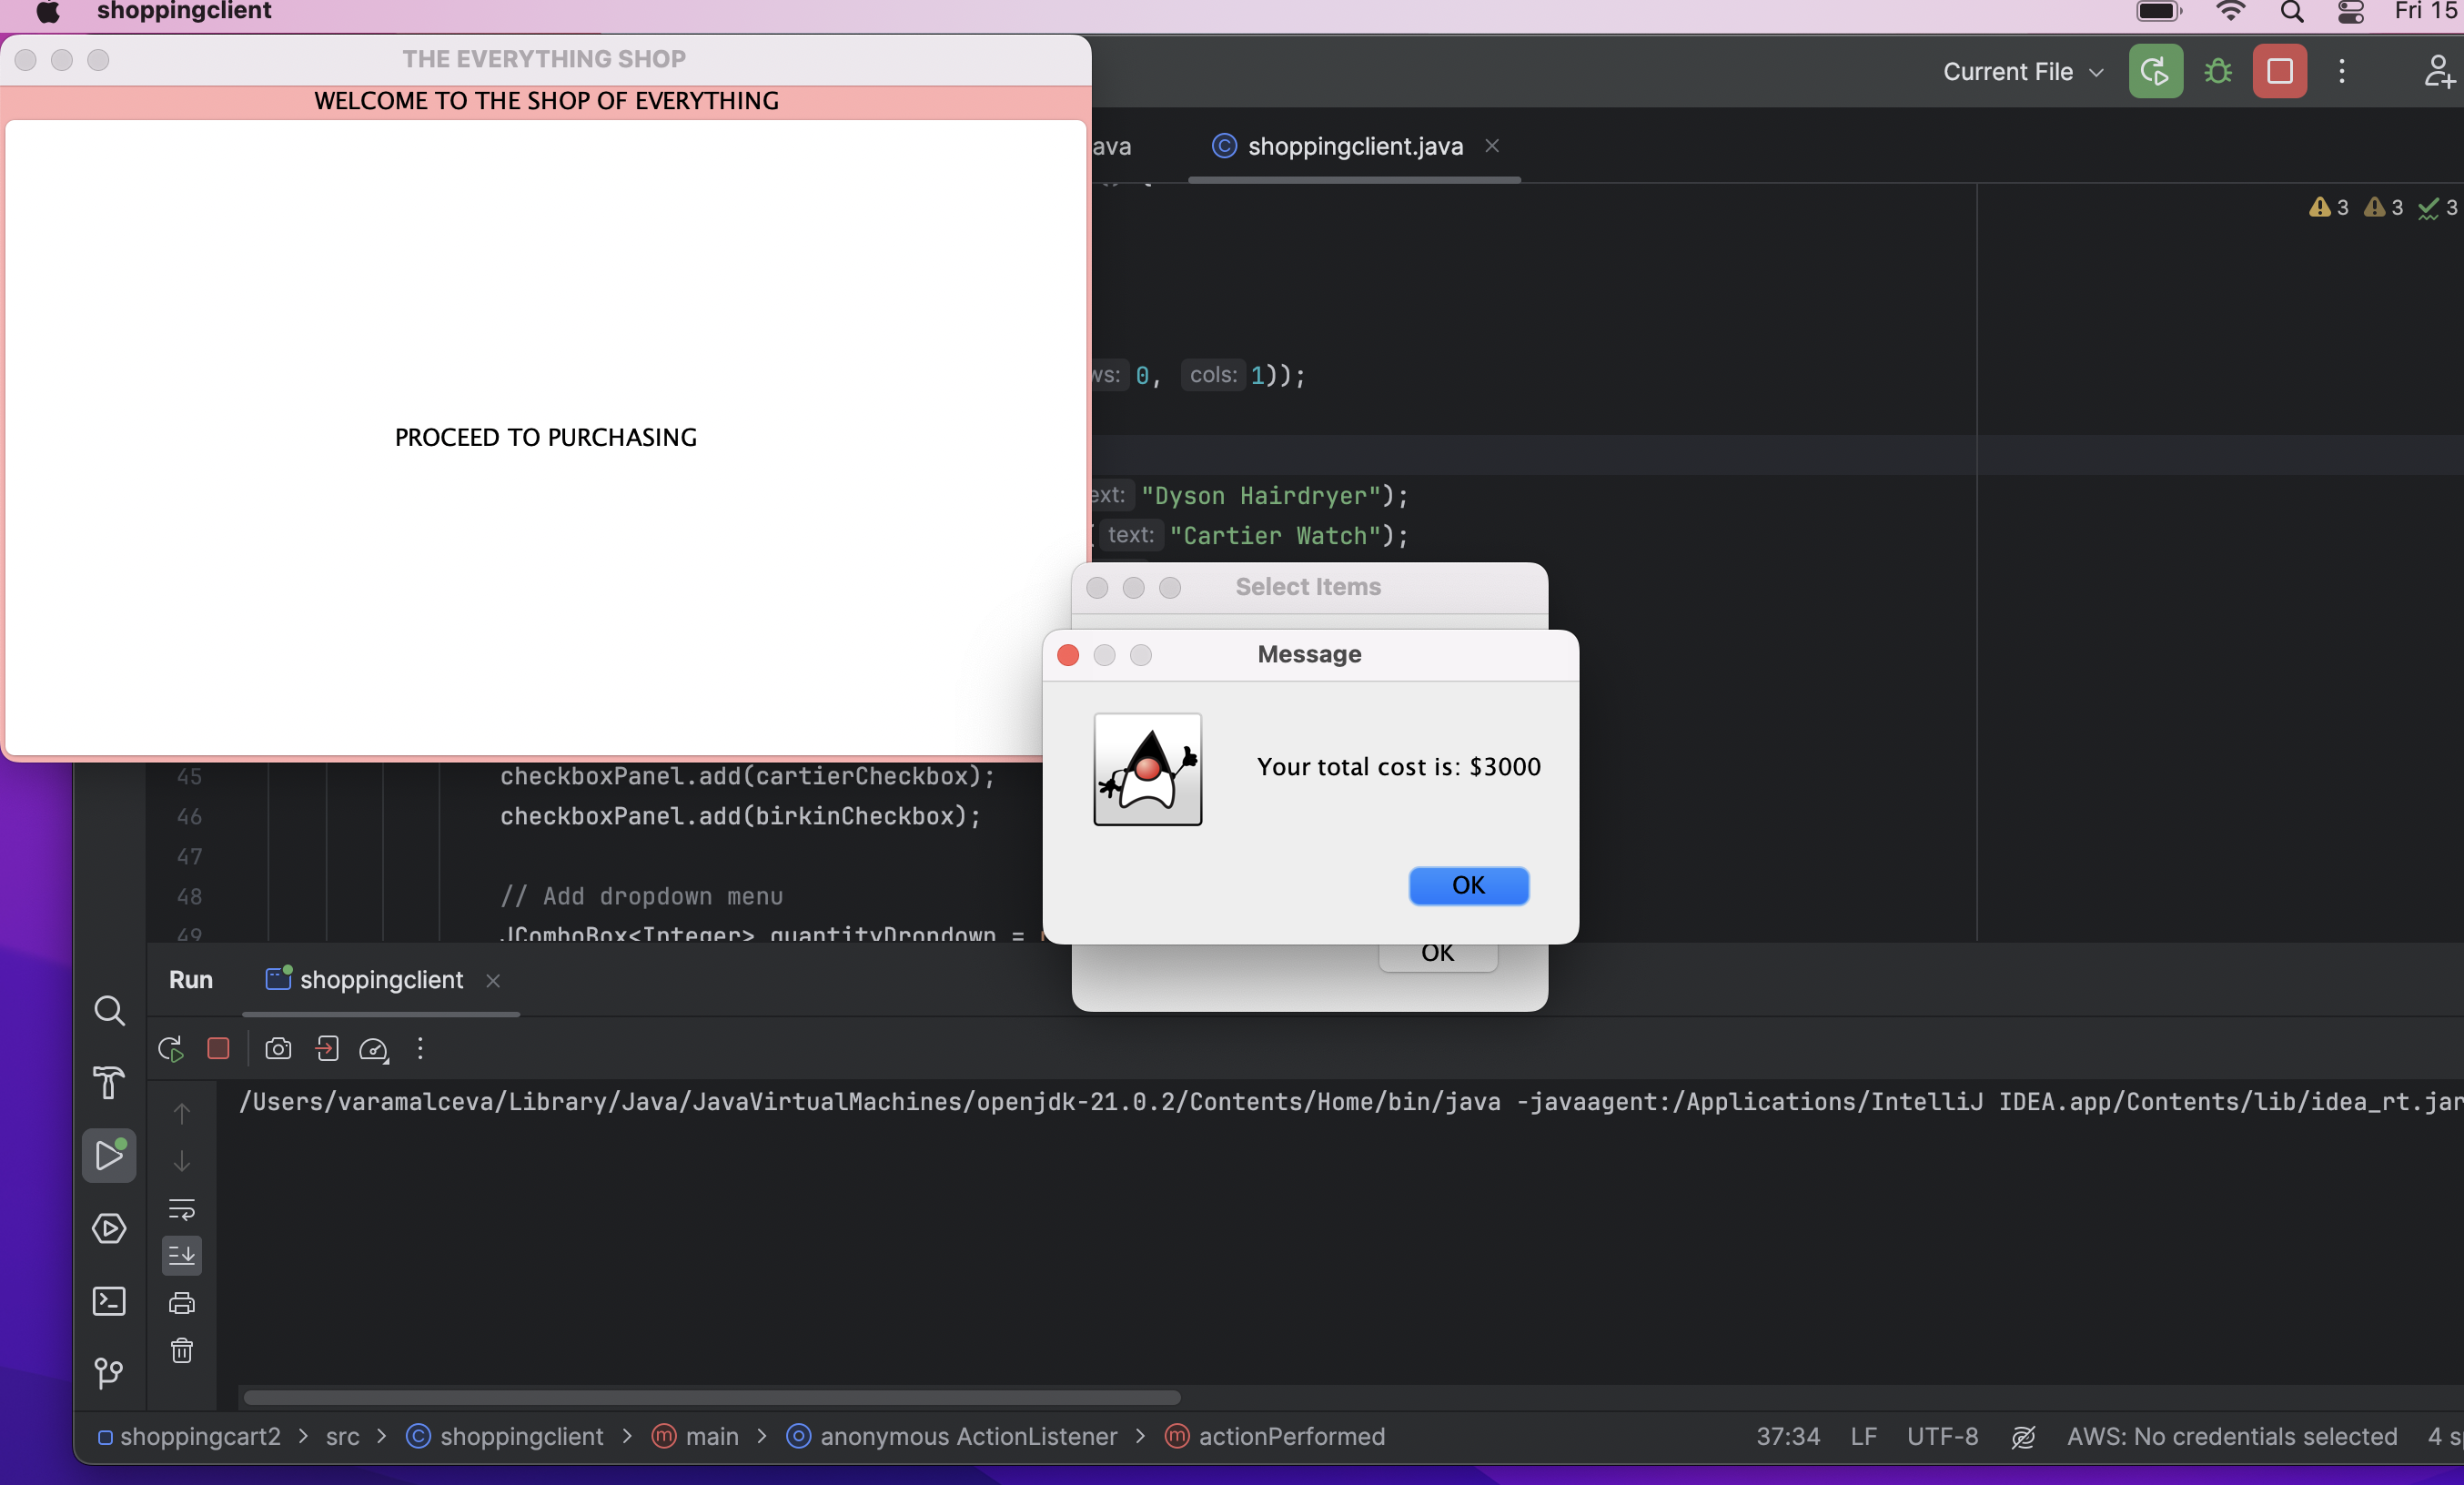 shoppingclient
Fri 15
THE EVERYTHING SHOP
WELCOME TO THE SHOP OF EVERYTHING
PROCEED TO PURCHASING
Current File
ava
shoppingclient.java
3 3 3
ws: 0, cols: 1));
ext: "Dyson Hairdryer");
text: "Cartier Watch");
Select Items
Message
Your total cost is: $3000
OK
OK
45 checkboxPanel.add(cartierCheckbox);
46 checkboxPanel.add(birkinCheckbox);
47
48 // Add dropdown menu
49 JComboBox<Integer> quantityDropdown =
Run
shoppingclient
/Users/varamalceva/Library/Java/JavaVirtualMachines/openjdk-21.0.2/Contents/Home/bin/java -javaagent:/Applications/IntelliJ IDEA.app/Contents/lib/idea_rt.jar
shoppingcart2 > src > shoppingclient > main > anonymous ActionListener > actionPerformed
37:34 LF UTF-8 AWS: No credentials selected 4 sp